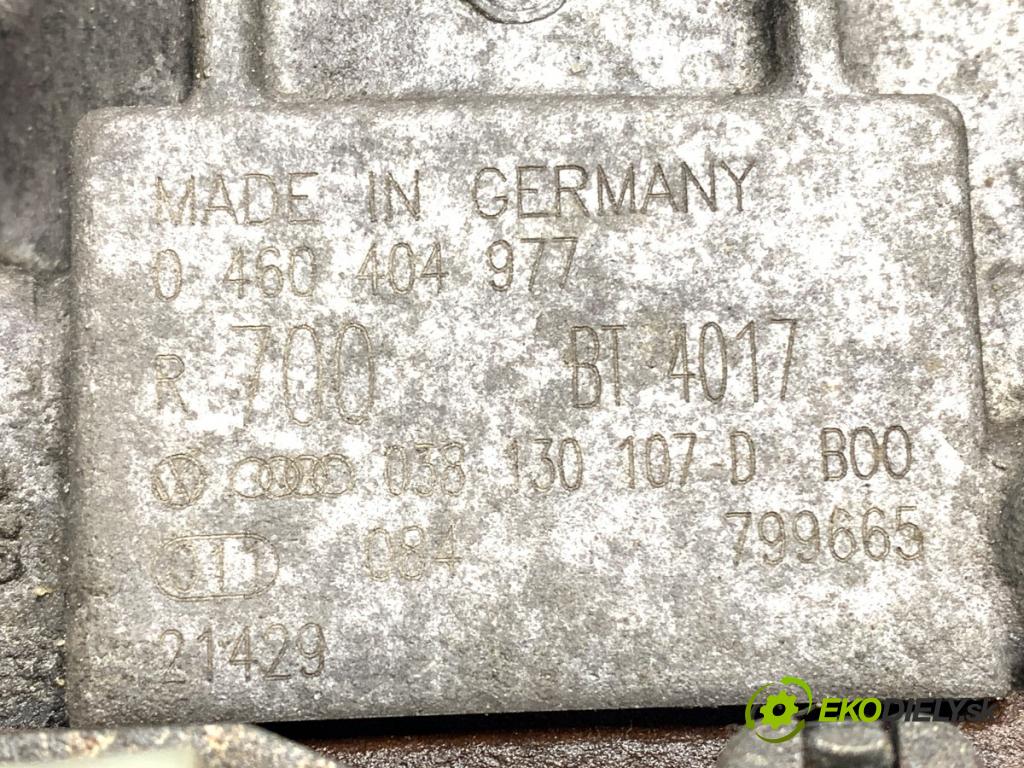 MADE IN GERMANY
0 460 404 977
R 700 BT 4017
038 130 107 D B00
084 799665
21429
EKODIELY.SK